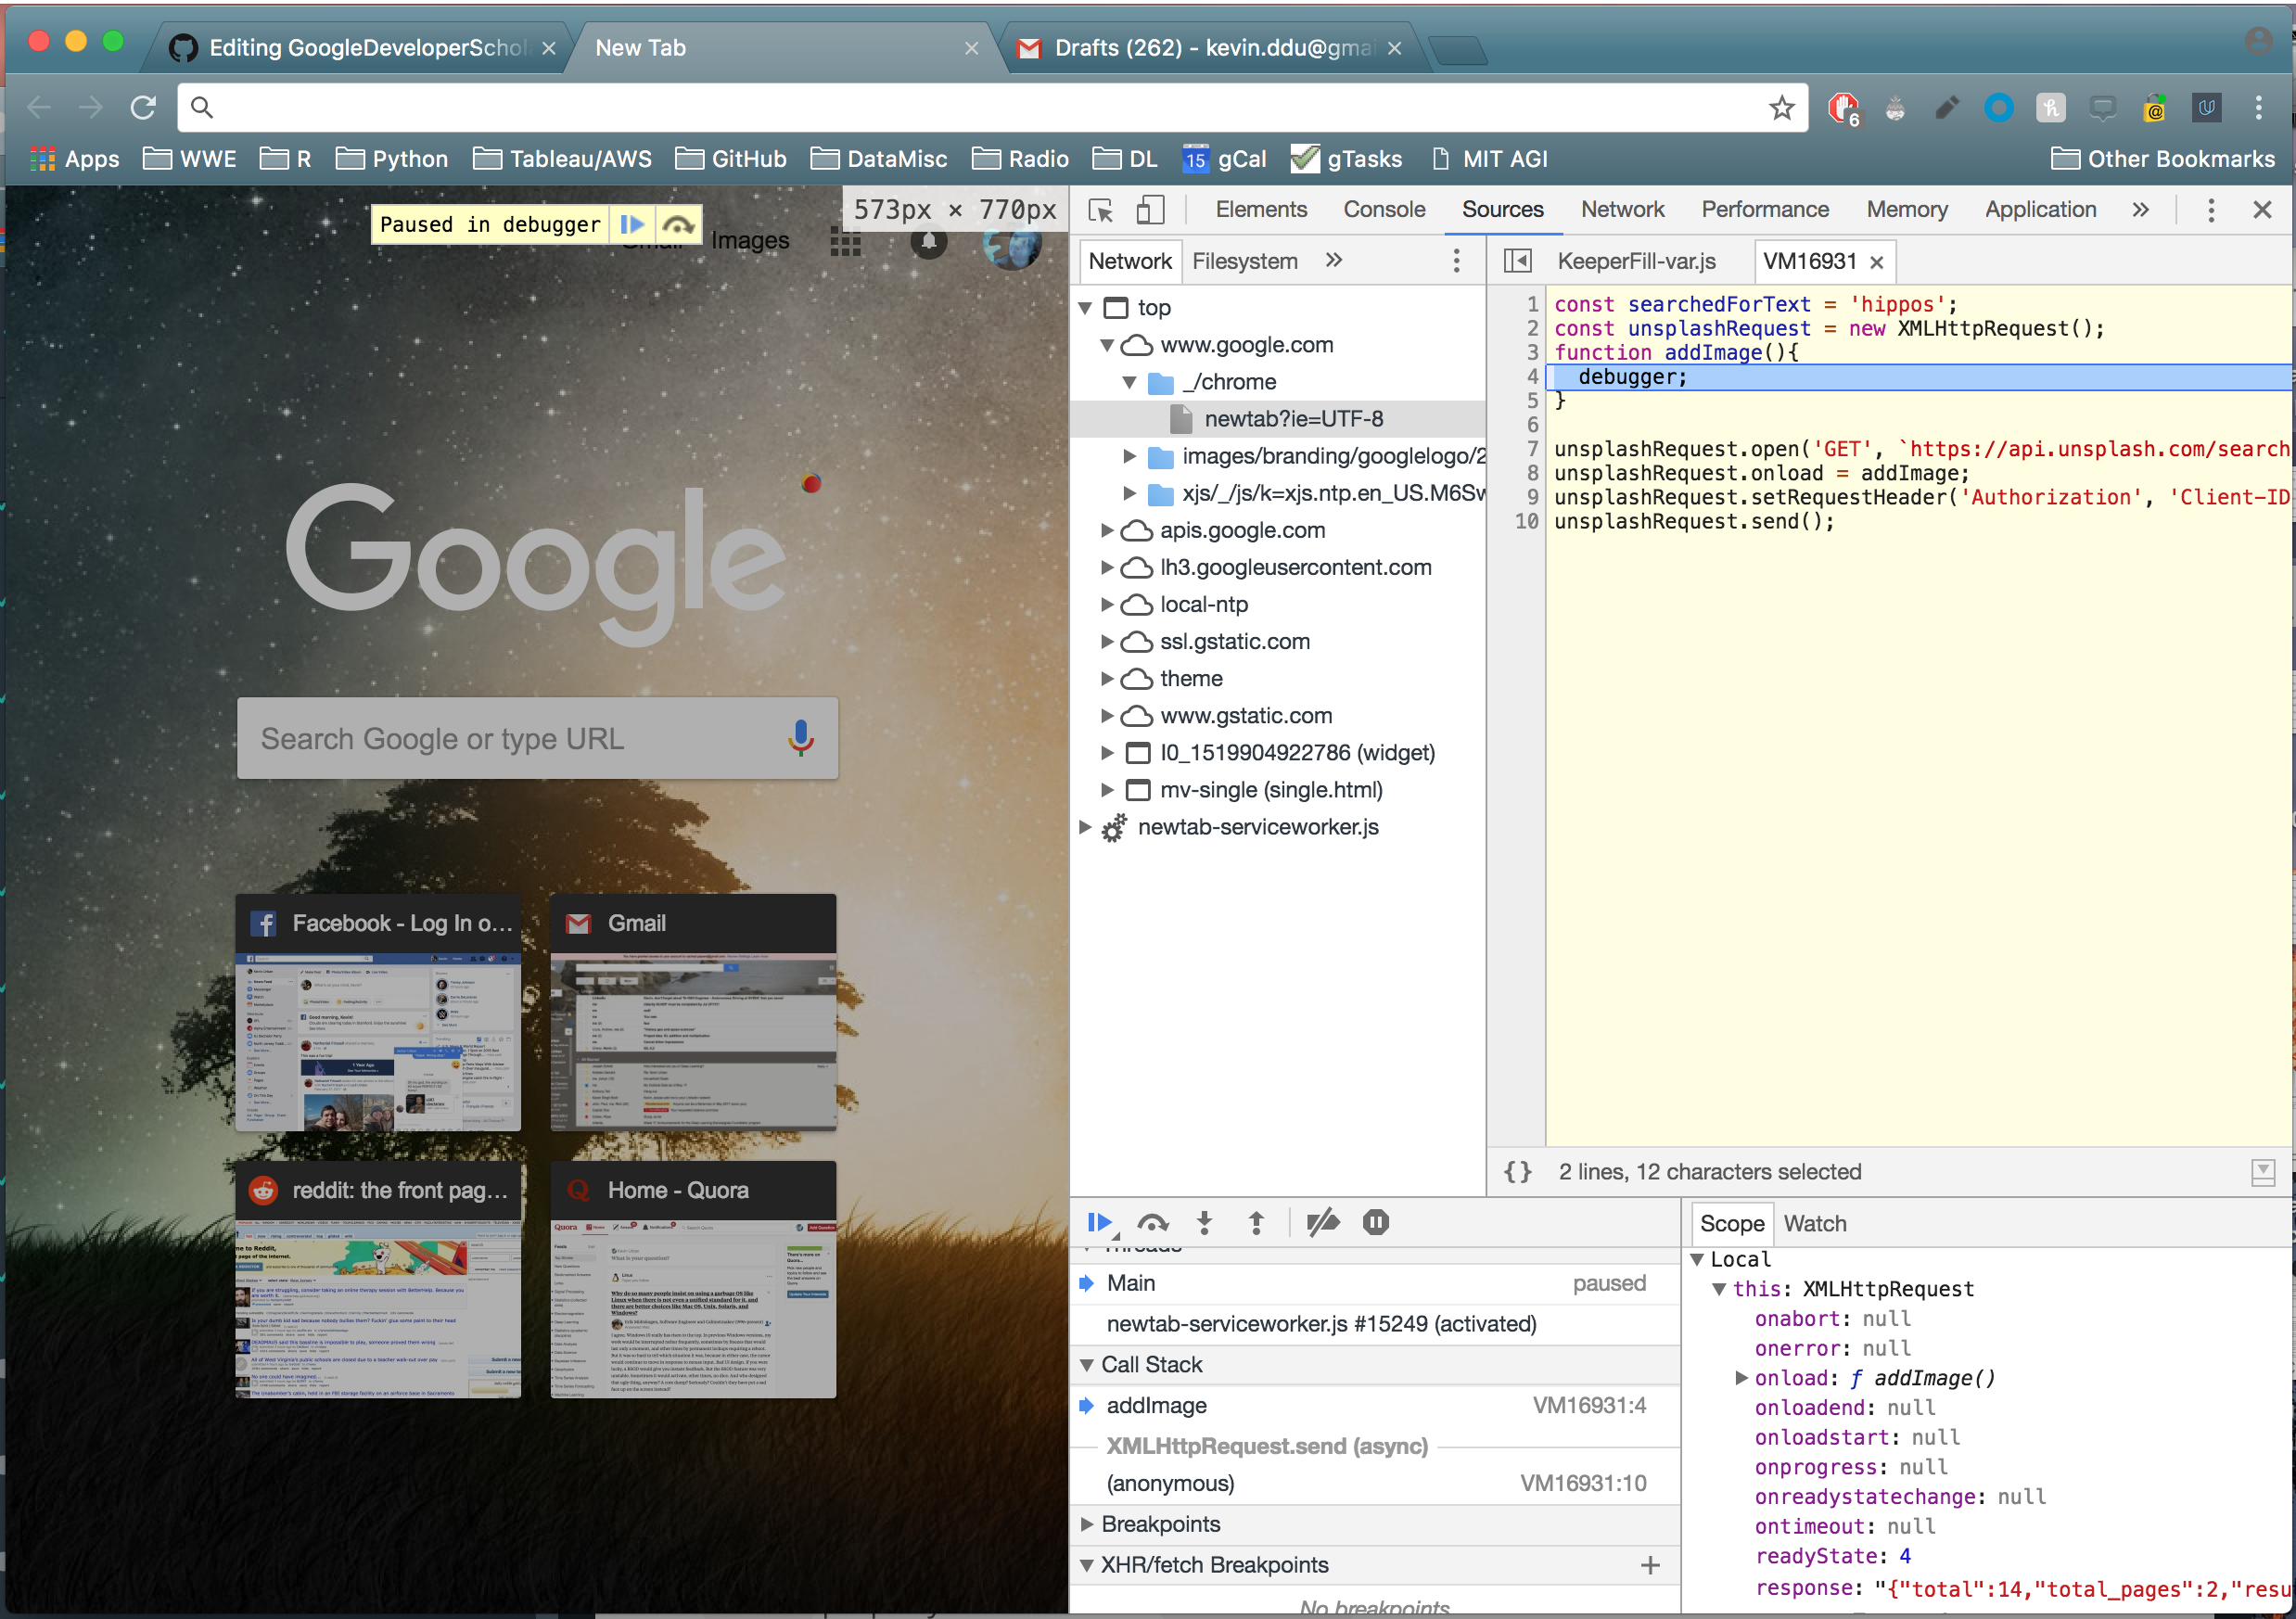 Editing GoogleDeveloperSchol
New Tab
Drafts (262) - kevin.ddu@gmai
6
Apps
WWE
R
Python
Tableau/AWS
GitHub
DataMisc
Radio
DL
15
gCal
gTasks
MIT AGI
Other Bookmarks
Paused in debugger
573px × 770px
Gmail
Images
Google
Search Google or type URL
Facebook - Log In o...
Gmail
reddit: the front pag...
Home - Quora
Elements
Console
Sources
Network
Performance
Memory
Application
Network
Filesystem
top
www.google.com
_/chrome
newtab?ie=UTF-8
images/branding/googlelogo/2
xjs/_/js/k=xjs.ntp.en_US.M6Sw
apis.google.com
lh3.googleusercontent.com
local-ntp
ssl.gstatic.com
theme
www.gstatic.com
I0_1519904922786 (widget)
mv-single (single.html)
newtab-serviceworker.js
KeeperFill-var.js
VM16931
1 const searchedForText = 'hippos';
2 const unsplashRequest = new XMLHttpRequest();
3 function addImage(){
4 debugger;
5 }
6
7 unsplashRequest.open('GET', `https://api.unsplash.com/search
8 unsplashRequest.onload = addImage;
9 unsplashRequest.setRequestHeader('Authorization', 'Client-ID
10 unsplashRequest.send();
{} 2 lines, 12 characters selected
Threads
Main paused
newtab-serviceworker.js #15249 (activated)
Call Stack
addImage VM16931:4
XMLHttpRequest.send (async)
(anonymous) VM16931:10
Breakpoints
XHR/fetch Breakpoints
No breakpoints
Scope
Watch
Local
this: XMLHttpRequest
onabort: null
onerror: null
onload: ƒ addImage()
onloadend: null
onloadstart: null
onprogress: null
onreadystatechange: null
ontimeout: null
readyState: 4
response: "{"total":14,"total_pages":2,"resu